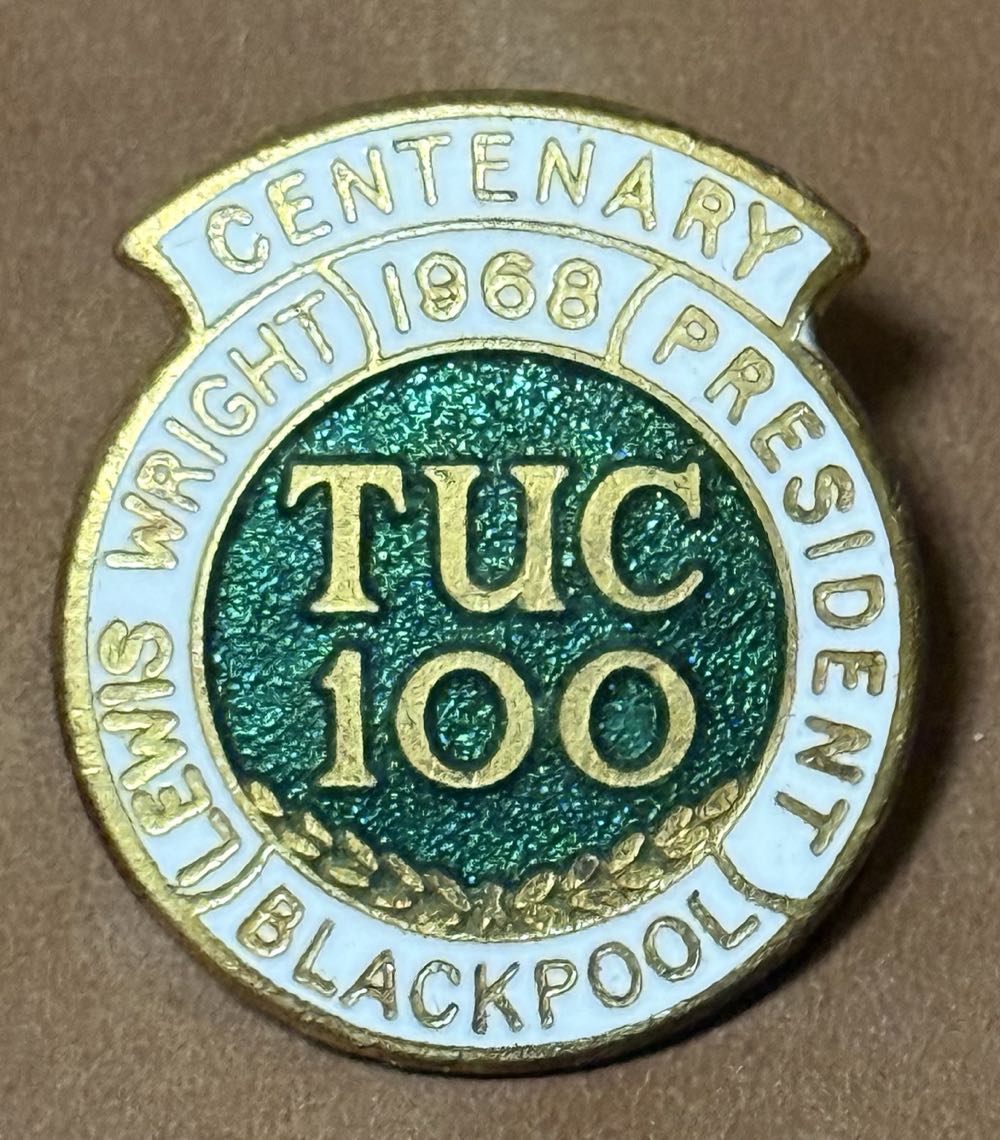 CENTENARY
1968
LEWIS WRIGHT
PRESIDENT
TUC
100
BLACKPOOL